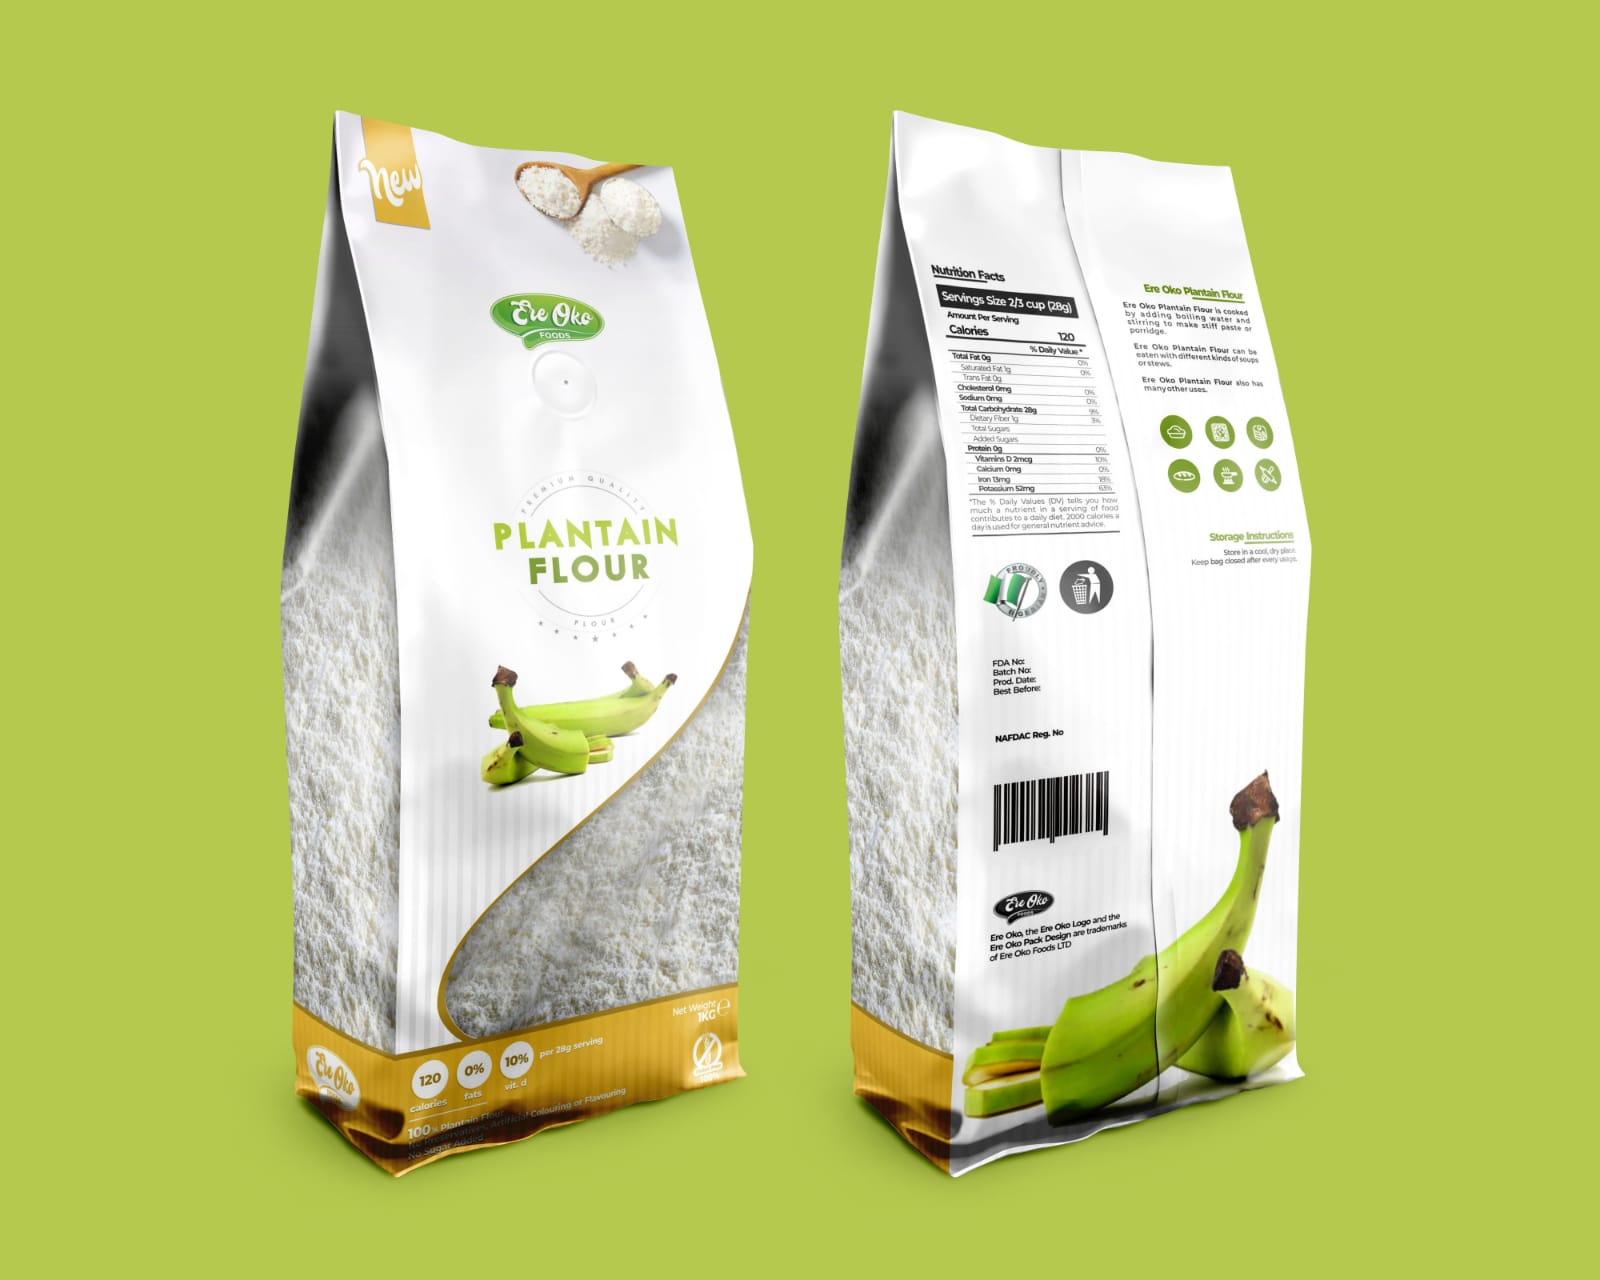 New
Ere Oko
FOODS
PREMIUM QUALITY
PLANTAIN
FLOUR
FLOUR
Net Weight
1KG e
Ere Oko
120
calories
0%
fats
10%
vit. d
per 28g serving
100% Plantain Flour
No Preservatives, Artificial Colouring or Flavouring
No Sugar Added
100%
Nutrition Facts
Servings Size 2/3 cup (28g)
Amount Per Serving
Calories 120
% Daily Value *
Total Fat 0g 0%
Saturated Fat 1g 0%
Trans Fat 0g
Cholesterol 0mg 0%
Sodium 0mg 0%
Total Carbohydrate 28g 9%
Dietary Fiber 1g 3%
Total Sugars
Added Sugars
Protein 0g 0%
Vitamins D 2mcg 10%
Calcium 0mg 0%
Iron 13mg 18%
Potassium 52mg 63%
*The % Daily Values (DV) tells you how
much a nutrient in a serving of food
contributes to a daily diet. 2000 calories a
day is used for general nutrient advice.
PROUDLY
NIGERIAN
FDA No:
Batch No:
Prod. Date:
Best Before:
NAFDAC Reg. No
Ere Oko
FOODS
Ere Oko, the Ere Oko Logo and the
Ere Oko Pack Design are trademarks
of Ere Oko Foods LTD
Ere Oko Plantain Flour
Ere Oko Plantain Flour is cooked
by adding boiling water and
stirring to make stiff paste or
porridge.
Ere Oko Plantain Flour can be
eaten with different kinds of soups
or stews.
Ere Oko Plantain Flour also has
many other uses.
Storage Instructions
Store in a cool, dry place.
Keep bag closed after every usage.